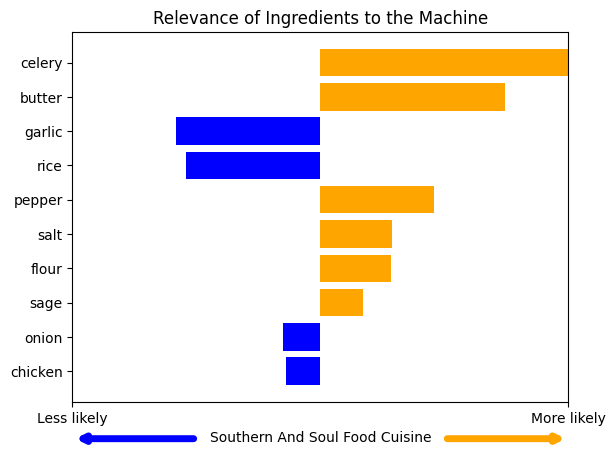 Relevance of Ingredients to the Machine
celery
butter
garlic
rice
pepper
salt
flour
sage
onion
chicken
Less likely More likely
Southern And Soul Food Cuisine